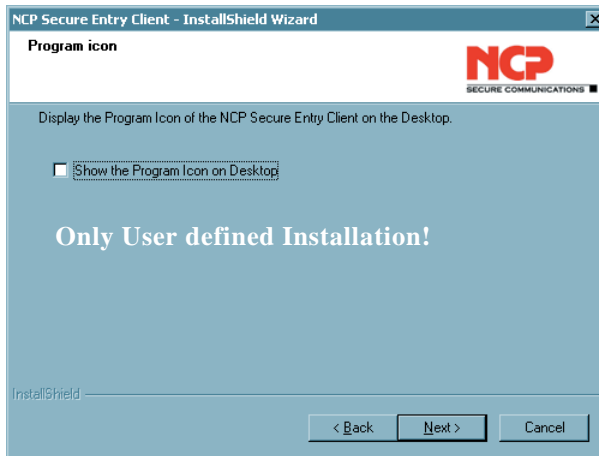 NCP Secure Entry Client - InstallShield Wizard
Program icon
NCP
SECURE COMMUNICATIONS
Display the Program Icon of the NCP Secure Entry Client on the Desktop.
Show the Program Icon on Desktop
Only User defined Installation!
InstallShield
< Back Next > Cancel